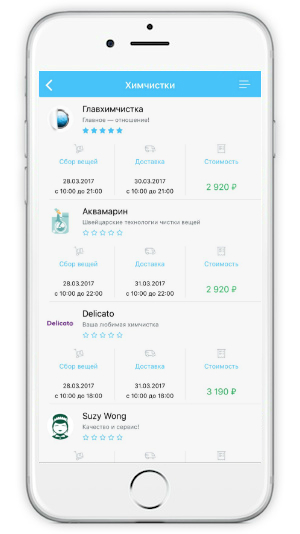 Химчистки
Главхимчистка
Главное — отношение!
Сбор вещей Доставка Стоимость
28.03.2017 30.03.2017
с 10:00 до 21:00 с 10:00 до 21:00 2 920 ₽
Аквамарин
Швейцарские технологии чистки вещей
Сбор вещей Доставка Стоимость
28.03.2017 31.03.2017
с 10:00 до 22:00 с 10:00 до 22:00 2 920 ₽
Delicato
Delicato Ваша любимая химчистка
Сбор вещей Доставка Стоимость
28.03.2017 31.03.2017
с 10:00 до 18:00 с 10:00 до 18:00 3 190 ₽
Suzy Wong
Качество и сервис!